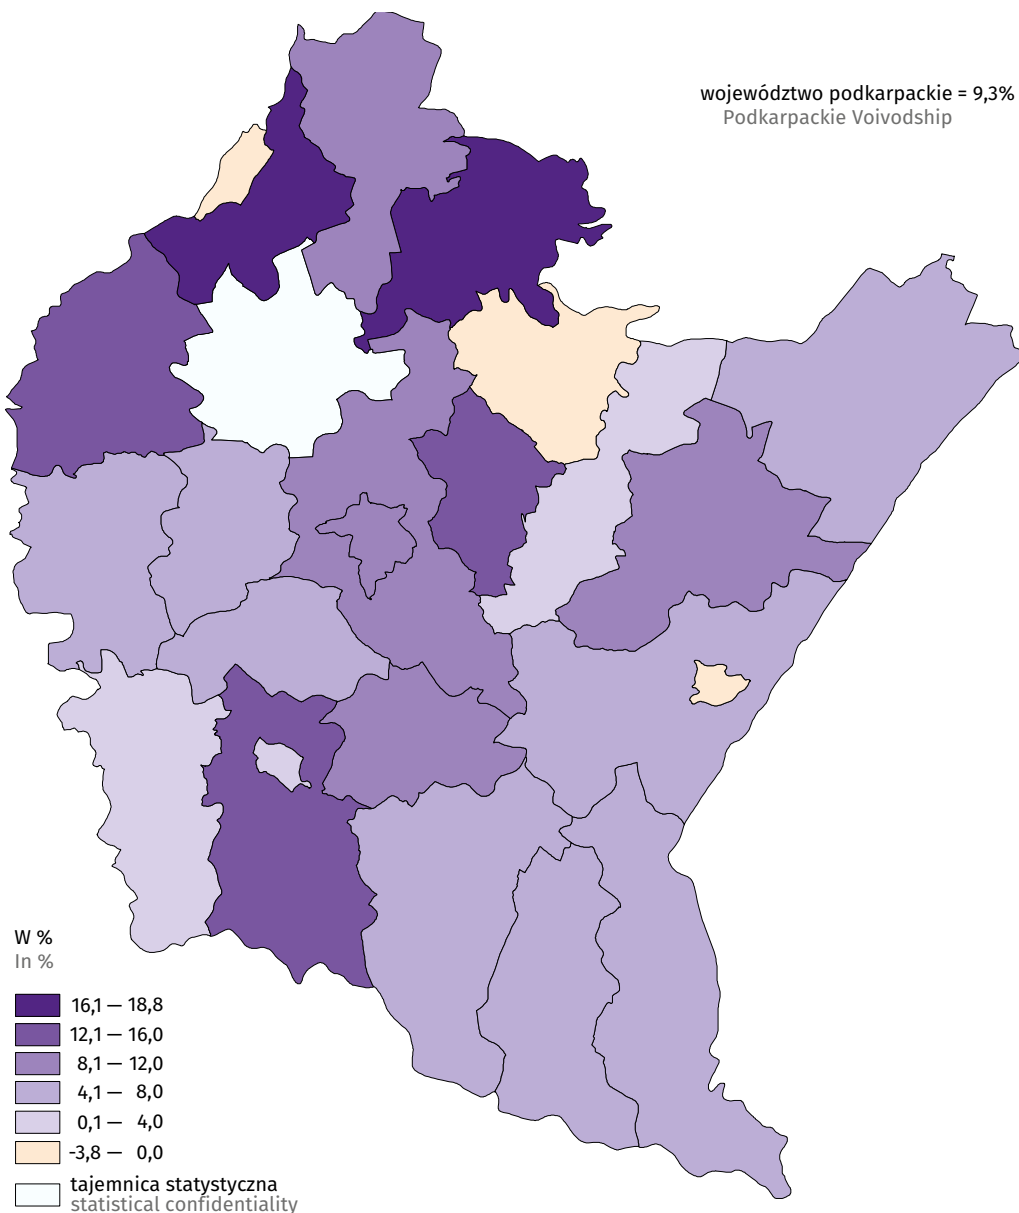 województwo podkarpackie = 9,3%
Podkarpackie Voivodship
W %
In %
16,1 — 18,8
12,1 — 16,0
8,1 — 12,0
4,1 — 8,0
0,1 — 4,0
-3,8 — 0,0
tajemnica statystyczna
statistical confidentiality